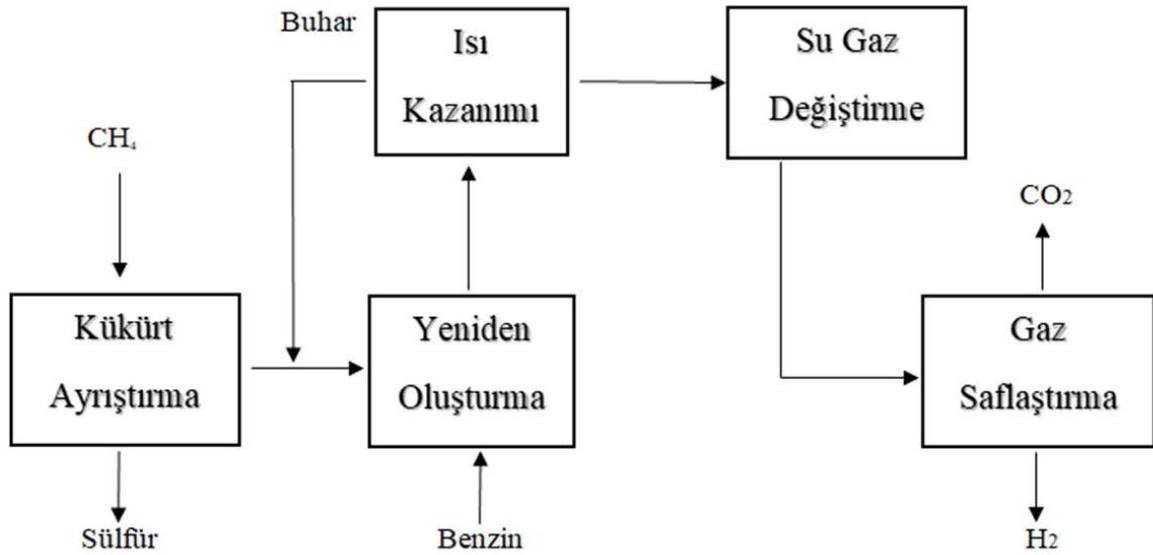 Buhar
Isı
Kazanımı
Su Gaz
Değiştirme
CH₄
CO₂
Kükürt
Ayrıştırma
Yeniden
Oluşturma
Gaz
Saflaştırma
Sülfür
Benzin
H₂